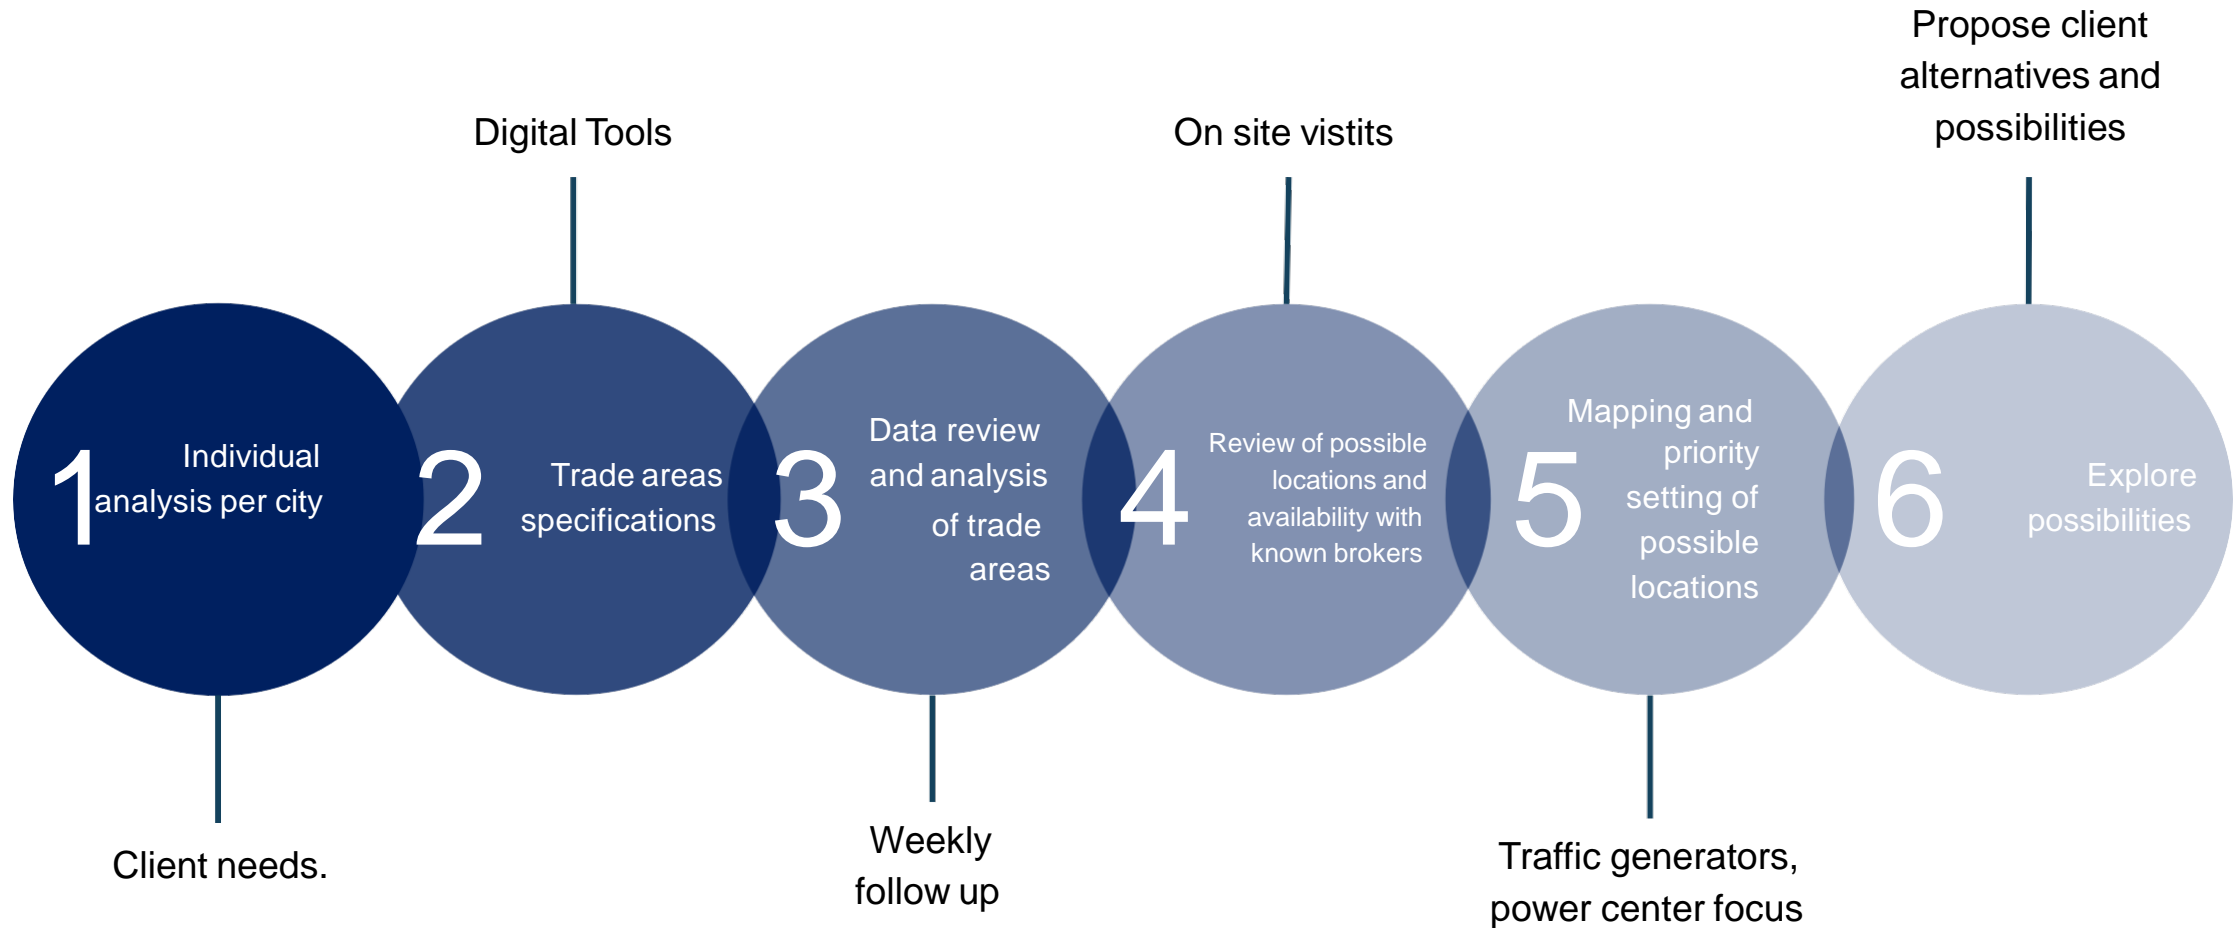 Propose client
alternatives and
possibilities
Digital Tools
On site vistits
1
Individual
analysis per city
2
Trade areas
specifications
3
Data review
and analysis
of trade
areas
4
Review of possible
locations and
availability with
known brokers
5
Mapping and
priority
setting of
possible
locations
6
Explore
possibilities
Client needs.
Weekly
follow up
Traffic generators,
power center focus